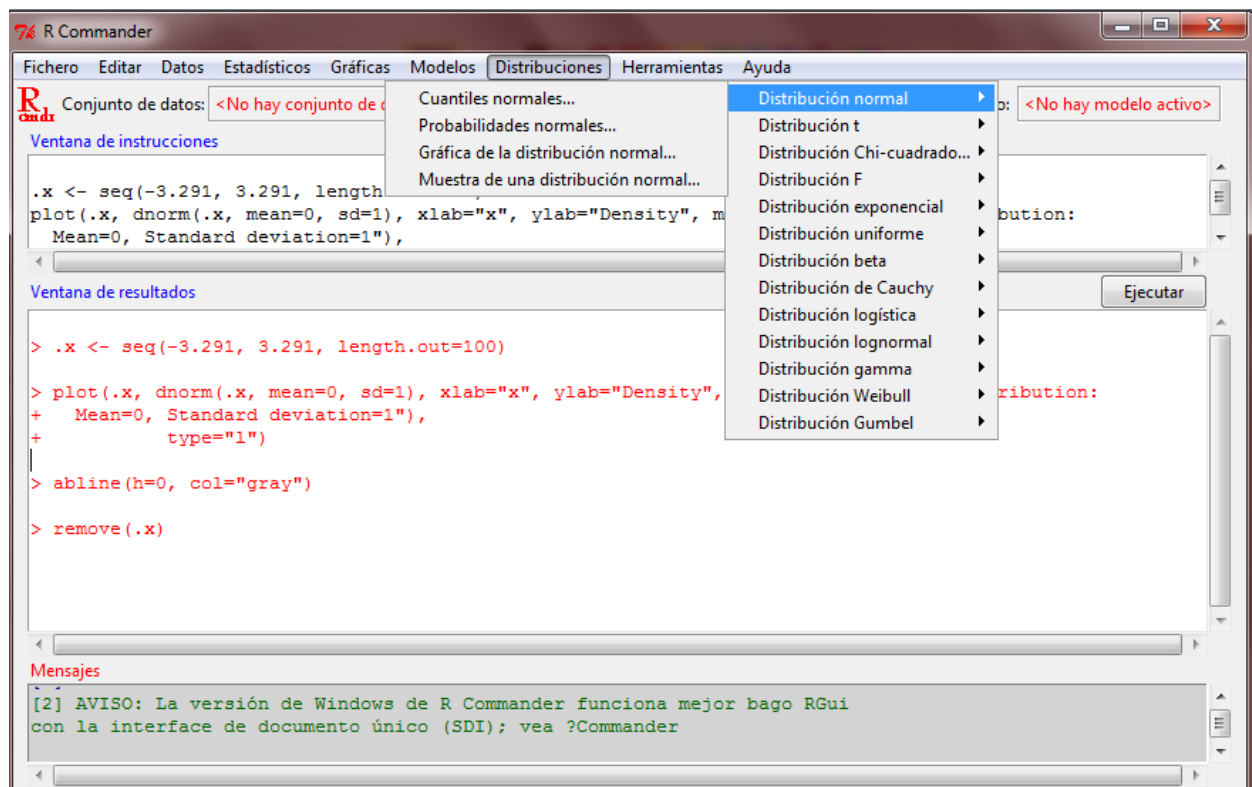 R Commander
Fichero Editar Datos Estadísticos Gráficas Modelos Distribuciones Herramientas Ayuda
Rcmdr Conjunto de datos: <No hay conjunto de d o: <No hay modelo activo>
Cuantiles normales...
Probabilidades normales...
Gráfica de la distribución normal...
Muestra de una distribución normal...
Distribución normal
Distribución t
Distribución Chi-cuadrado...
Distribución F
Distribución exponencial
Distribución uniforme
Distribución beta
Distribución de Cauchy
Distribución logística
Distribución lognormal
Distribución gamma
Distribución Weibull
Distribución Gumbel
Ventana de instrucciones
.x <- seq(-3.291, 3.291, length
plot(.x, dnorm(.x, mean=0, sd=1), xlab="x", ylab="Density", m bution:
Mean=0, Standard deviation=1"),
Ventana de resultados
Ejecutar
> .x <- seq(-3.291, 3.291, length.out=100)
> plot(.x, dnorm(.x, mean=0, sd=1), xlab="x", ylab="Density", ribution:
+ Mean=0, Standard deviation=1"),
+ type="l")
> abline(h=0, col="gray")
> remove(.x)
Mensajes
[2] AVISO: La versión de Windows de R Commander funciona mejor bago RGui
con la interface de documento único (SDI); vea ?Commander